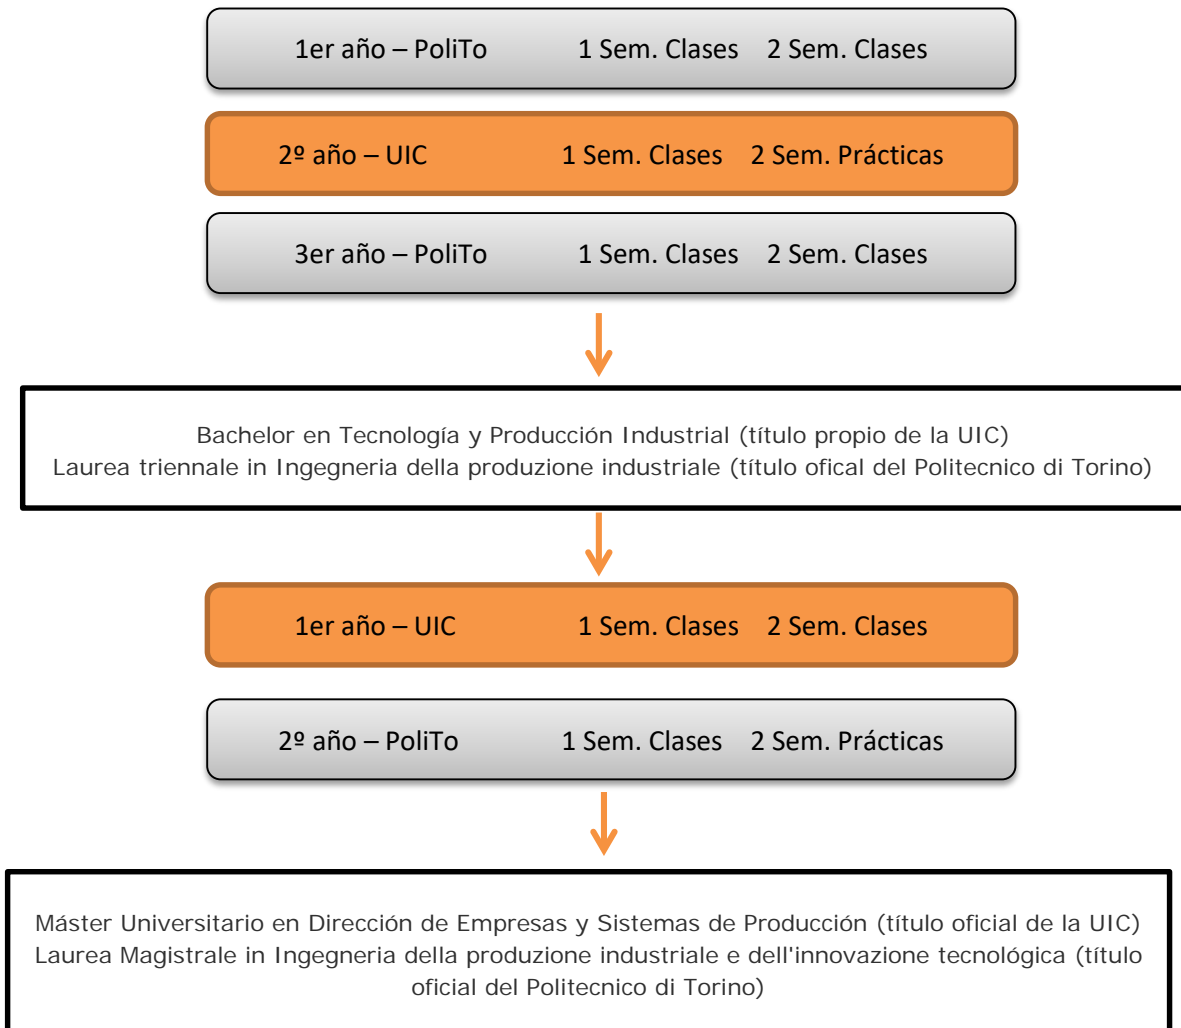 1er año – PoliTo 1 Sem. Clases 2 Sem. Clases
2º año – UIC 1 Sem. Clases 2 Sem. Prácticas
3er año – PoliTo 1 Sem. Clases 2 Sem. Clases
Bachelor en Tecnología y Producción Industrial (título propio de la UIC)
Laurea triennale in Ingegneria della produzione industriale (título ofical del Politecnico di Torino)
1er año – UIC 1 Sem. Clases 2 Sem. Clases
2º año – PoliTo 1 Sem. Clases 2 Sem. Prácticas
Máster Universitario en Dirección de Empresas y Sistemas de Producción (título oficial de la UIC)
Laurea Magistrale in Ingegneria della produzione industriale e dell'innovazione tecnológica (título
oficial del Politecnico di Torino)